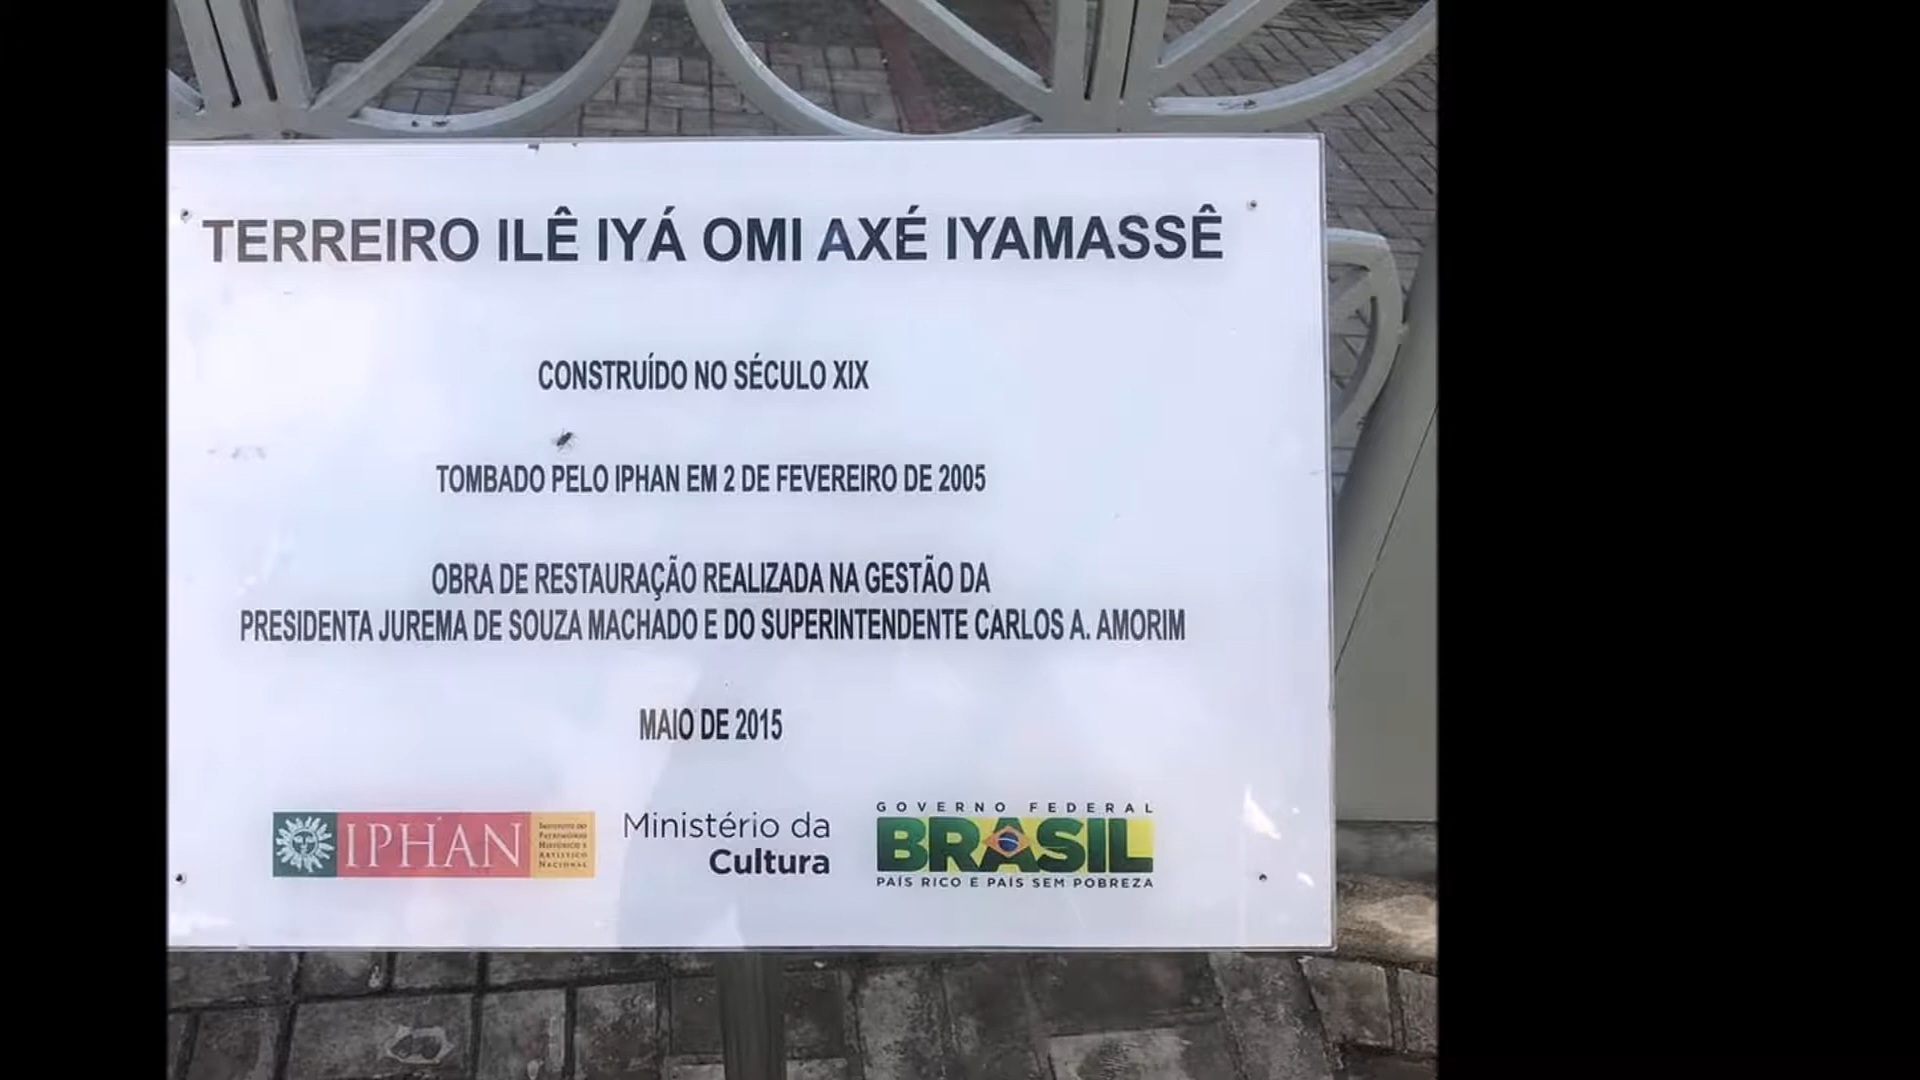 TERREIRO ILÊ IYÁ OMI AXÉ IYAMASSÊ
CONSTRUÍDO NO SÉCULO XIX
TOMBADO PELO IPHAN EM 2 DE FEVEREIRO DE 2005
OBRA DE RESTAURAÇÃO REALIZADA NA GESTÃO DA
PRESIDENTA JUREMA DE SOUZA MACHADO E DO SUPERINTENDENTE CARLOS A. AMORIM
MAIO DE 2015
IPHAN
INSTITUTO DO
PATRIMÔNIO
HISTÓRICO E
ARTÍSTICO
NACIONAL
Ministério da
Cultura
GOVERNO FEDERAL
BRASIL
PAÍS RICO É PAÍS SEM POBREZA